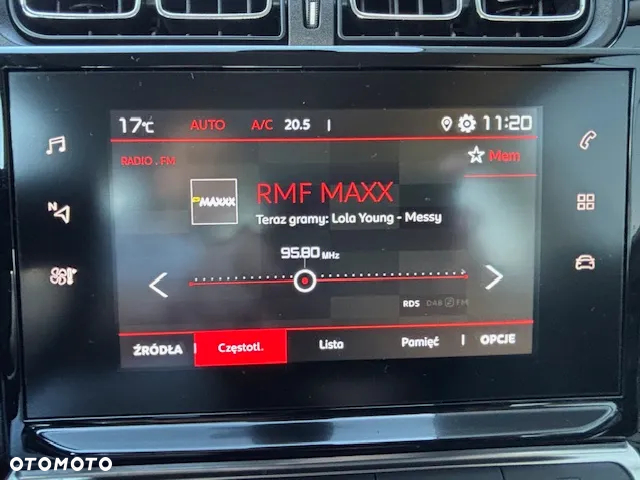 17°C AUTO A/C 20.5 11:20
RADIO . FM
Mem
MAXXX
RMF MAXX
Teraz gramy: Lola Young - Messy
95.80 MHz
N
RDS DAB FM
ŹRÓDŁA Częstotl. Lista Pamięć OPCJE
OTOMOTO